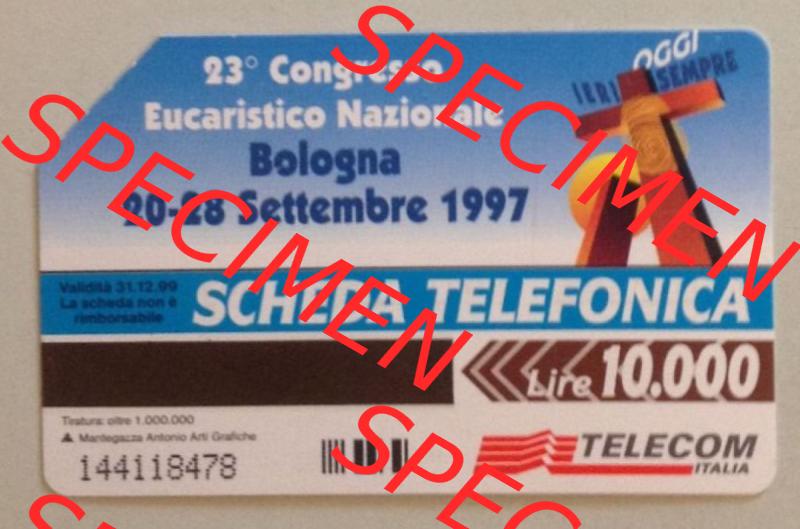 23° Congresso
Eucaristico Nazionale
Bologna
20-28 Settembre 1997
IERI OGGI SEMPRE
Validità 31.12.99
La scheda non è
rimborsabile
SCHEDA TELEFONICA
Lire 10.000
Tiratura: oltre 1.000.000
Mantegazza Antonio Arti Grafiche
144118478
TELECOM
ITALIA
SPECIMEN
SPECIMEN
SPEC